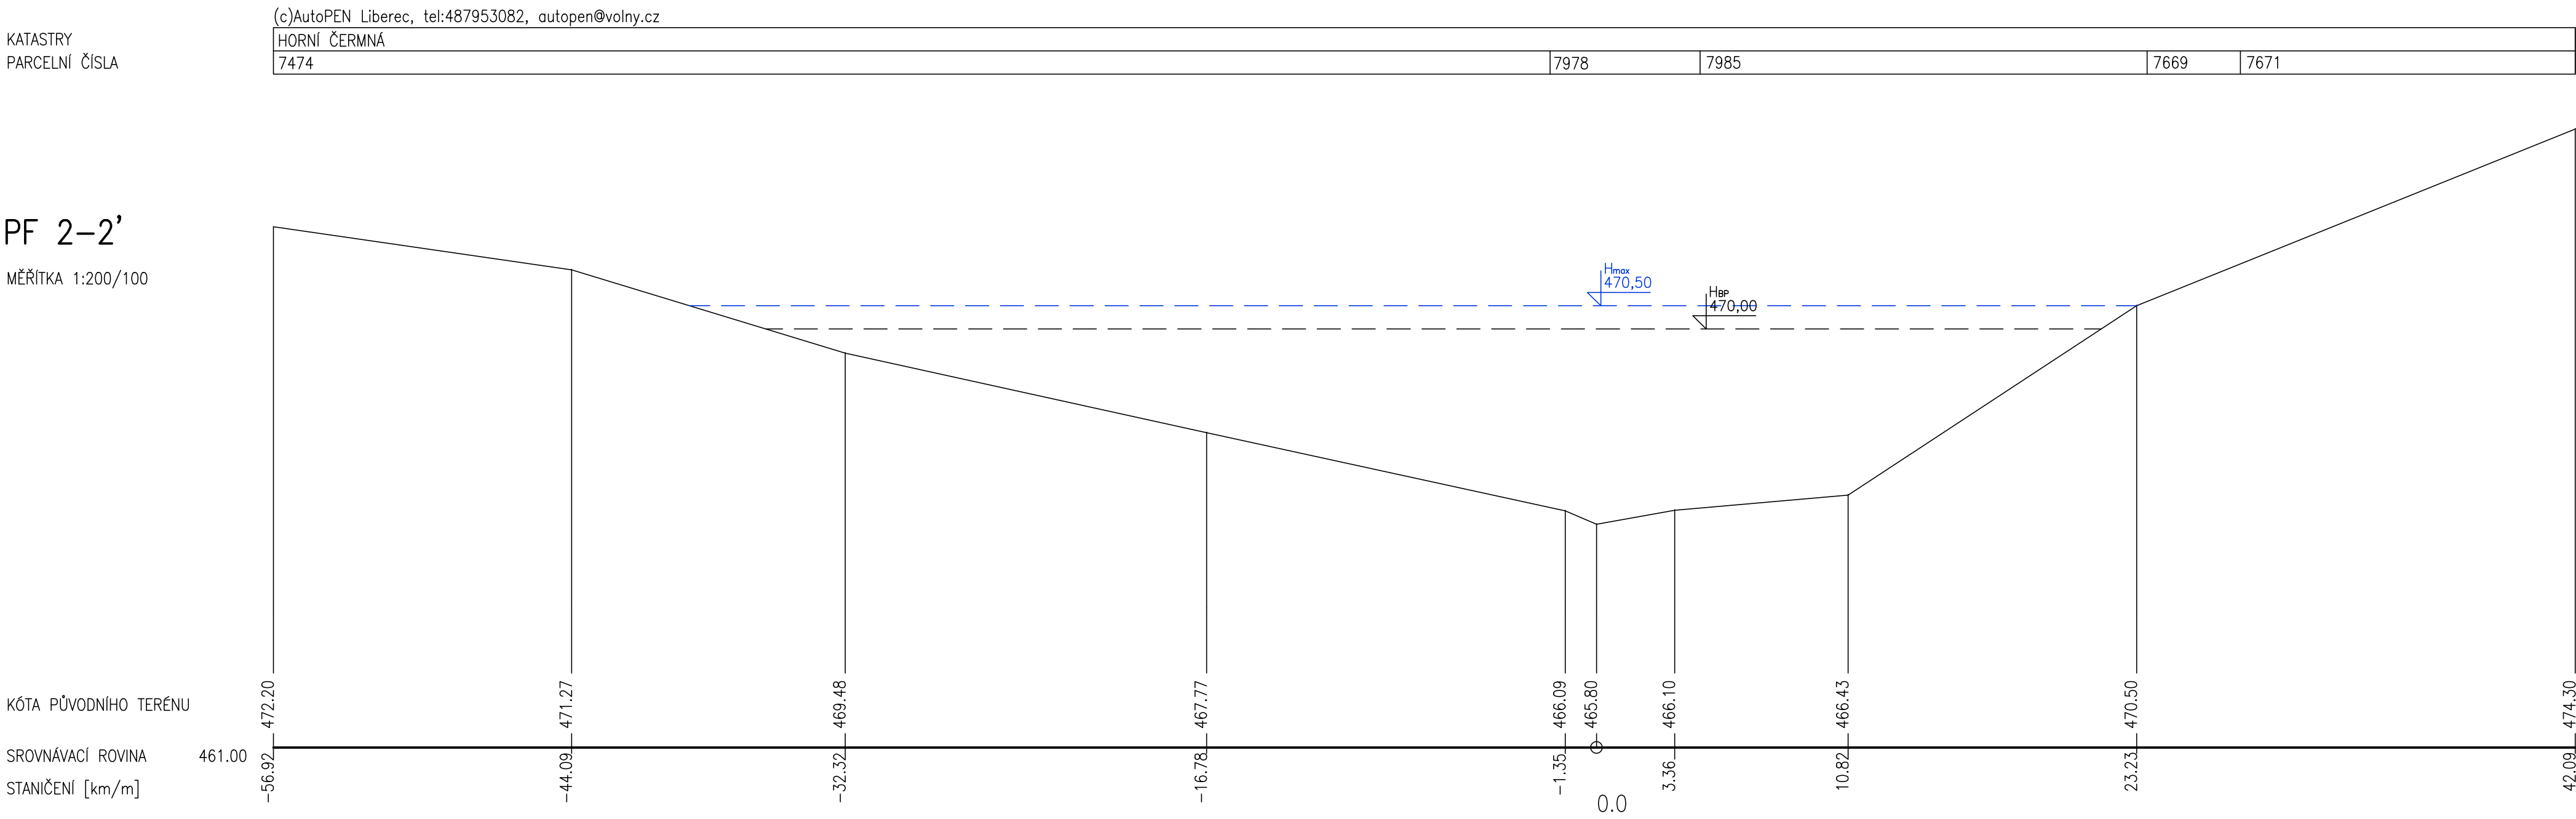 (c)AutoPEN Liberec, tel:487953082, autopen@volny.cz
KATASTRY HORNÍ ČERMNÁ
PARCELNÍ ČÍSLA 7474 7978 7985 7669 7671
PF 2-2'
MĚŘÍTKA 1:200/100
Hmax
470,50
HBP
470,00
KÓTA PŮVODNÍHO TERÉNU 472.20 471.27 469.48 467.77 466.09 465.80 466.10 466.43 470.50 474.30
SROVNÁVACÍ ROVINA 461.00
STANIČENÍ [km/m] -56.92 -44.09 -32.32 -16.78 -1.35 0.0 3.36 10.82 23.23 42.09